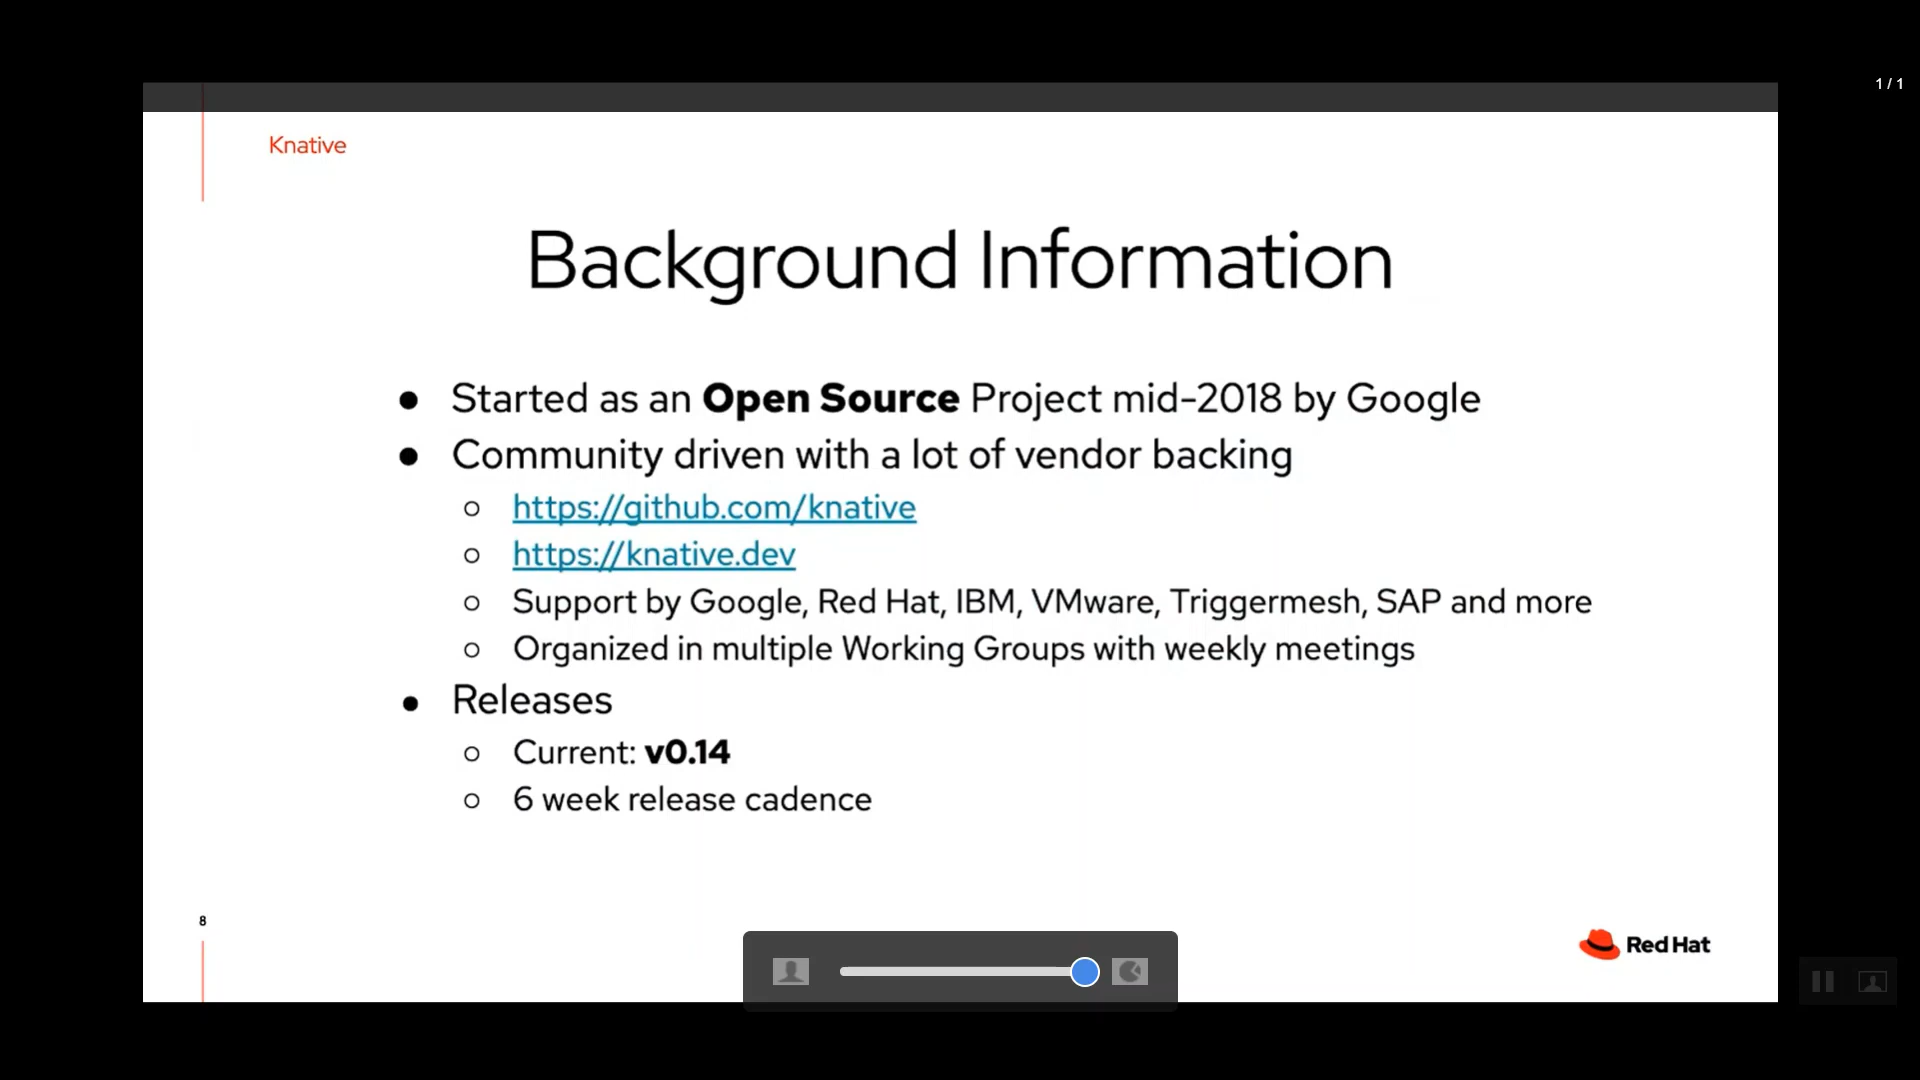 1 / 1
Knative
Background Information
● Started as an Open Source Project mid-2018 by Google
● Community driven with a lot of vendor backing
○ https://github.com/knative
○ https://knative.dev
○ Support by Google, Red Hat, IBM, VMware, Triggermesh, SAP and more
○ Organized in multiple Working Groups with weekly meetings
● Releases
○ Current: v0.14
○ 6 week release cadence
8
Red Hat